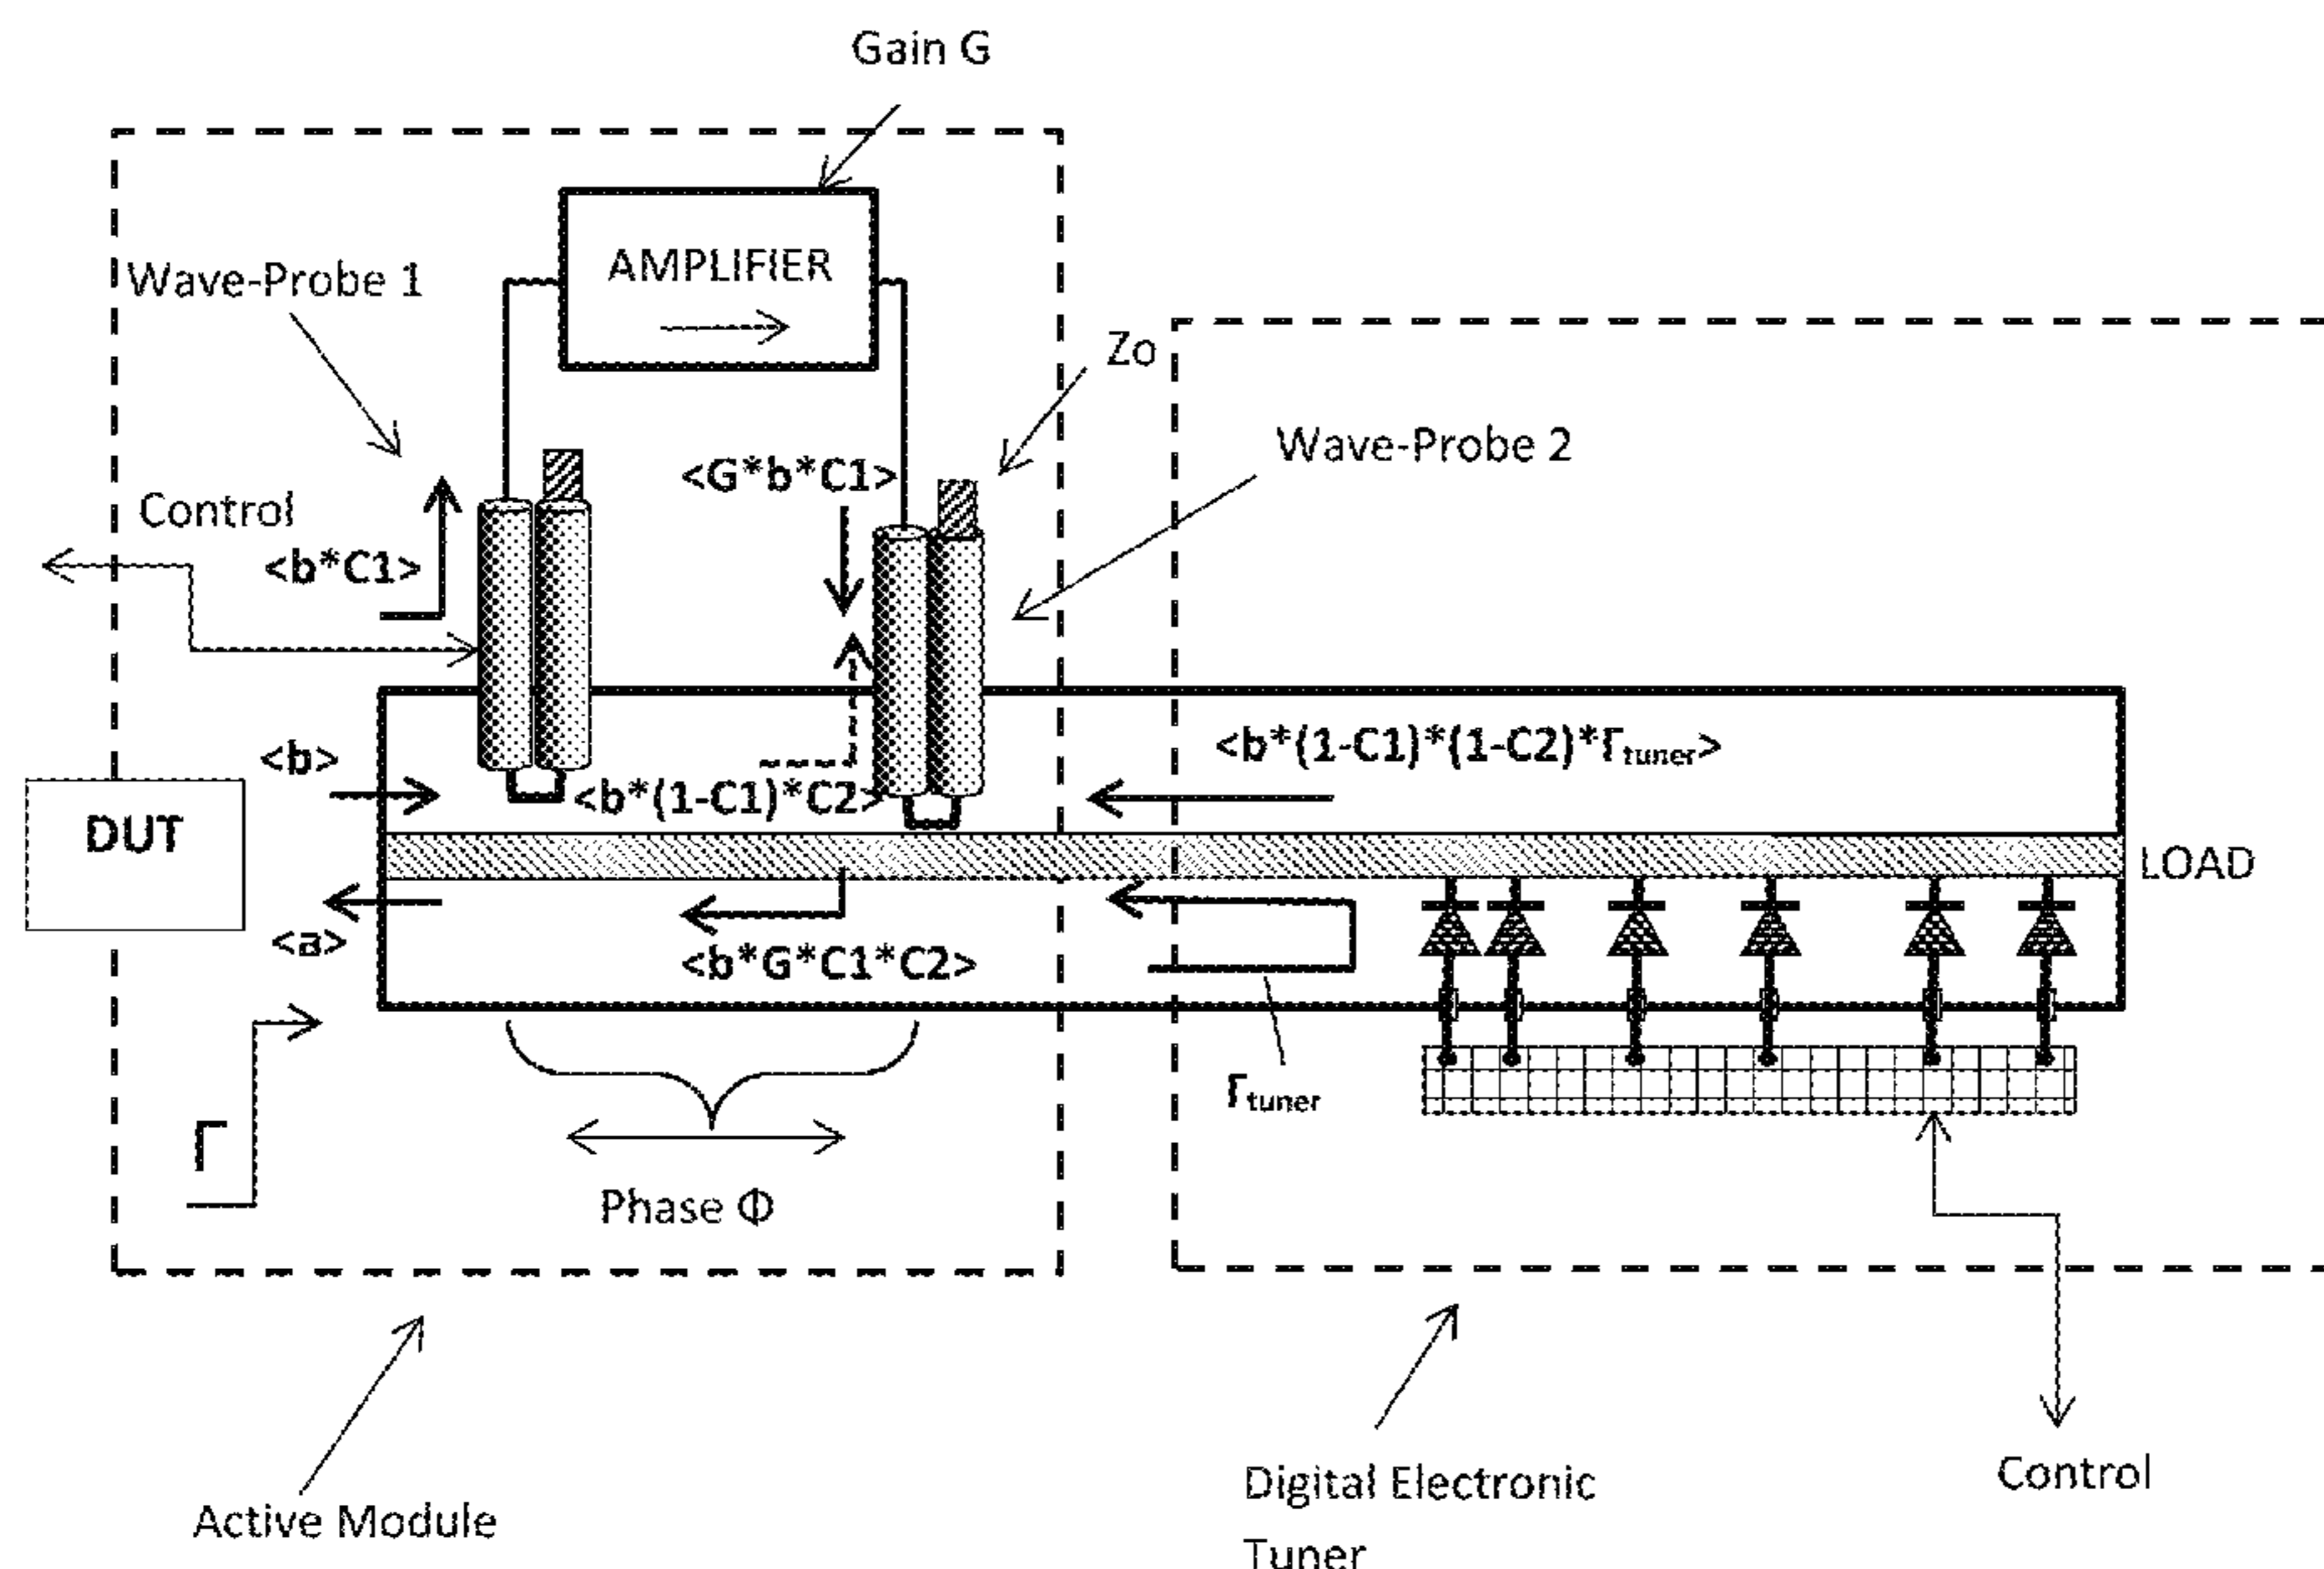 Gain G
AMPLIFIER
Wave-Probe 1
Zo
Wave-Probe 2
<G*b*C1>
Control
<b*C1>
<b*(1-C1)*(1-C2)*Γtuner>
<b>
<b*(1-C1)*C2>
DUT
LOAD
<a>
<b*G*C1*C2>
Γtuner
Γ
Phase Φ
Control
Digital Electronic
Tuner
Active Module